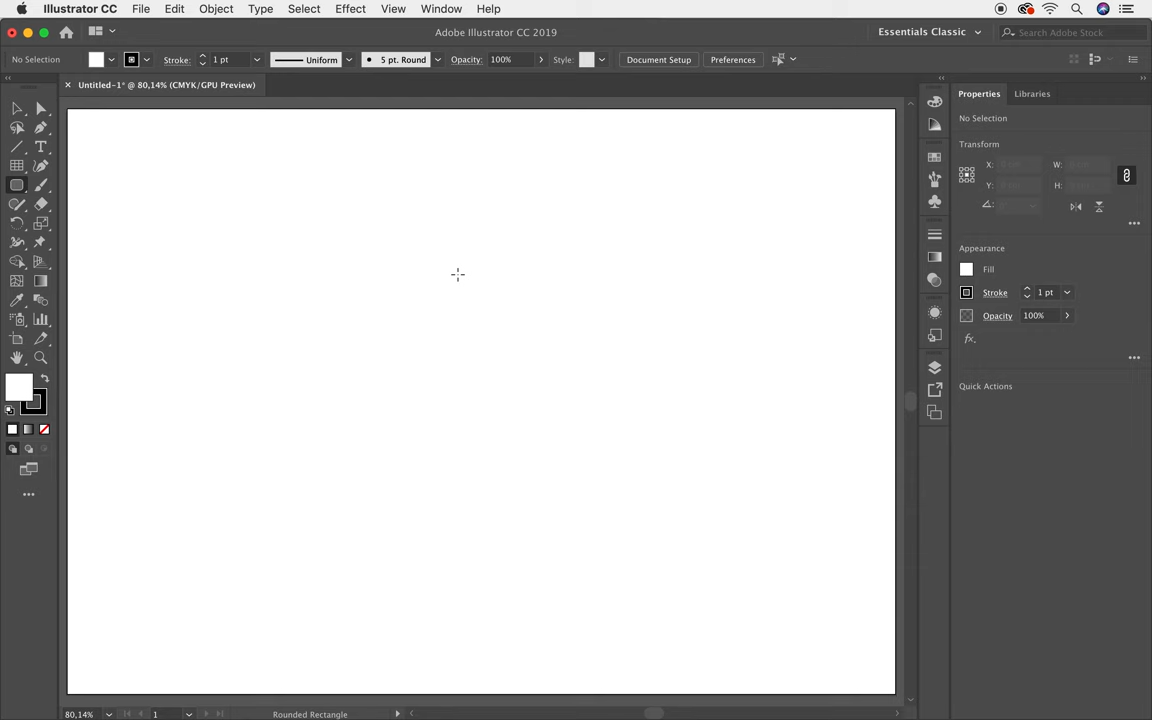 Illustrator CC File Edit Object Type Select Effect View Window Help
Adobe Illustrator CC 2019 Essentials Classic Search Adobe Stock
No Selection Stroke: 1 pt Uniform 5 pt. Round Opacity: 100% Style: Document Setup Preferences
Untitled-1* @ 80,14% (CMYK/GPU Preview)
Properties Libraries
No Selection
Transform
X: W:
Y: H:
Appearance
Fill
Stroke 1 pt
Opacity 100%
fx.
Quick Actions
80,14% 1 Rounded Rectangle